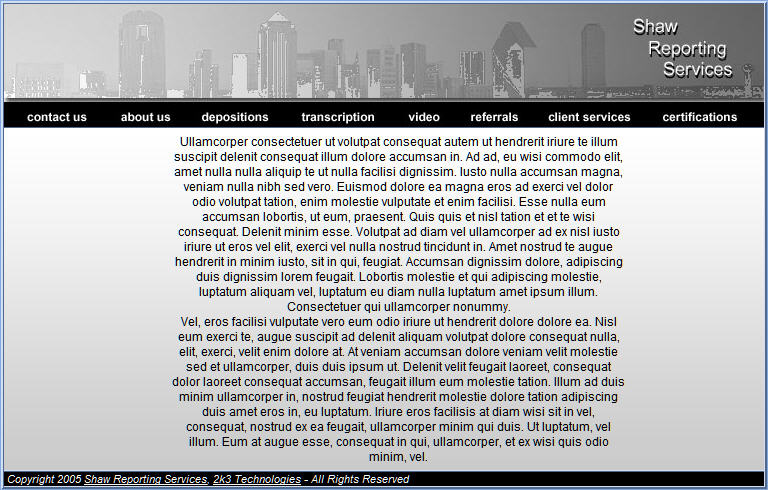 Shaw
Reporting
Services
contact us about us depositions transcription video referrals client services certifications
Ullamcorper consectetuer ut volutpat consequat autem ut hendrerit iriure te illum
suscipit delenit consequat illum dolore accumsan in. Ad ad, eu wisi commodo elit,
amet nulla nulla aliquip te ut nulla facilisi dignissim. Iusto nulla accumsan magna,
veniam nulla nibh sed vero. Euismod dolore ea magna eros ad exerci vel dolor
odio volutpat tation, enim molestie vulputate et enim facilisi. Esse nulla eum
accumsan lobortis, ut eum, praesent. Quis quis et nisl tation et et te wisi
consequat. Delenit minim esse. Volutpat ad diam vel ullamcorper ad ex nisl iusto
iriure ut eros vel elit, exerci vel nulla nostrud tincidunt in. Amet nostrud te augue
hendrerit in minim iusto, sit in qui, feugiat. Accumsan dignissim dolore, adipiscing
duis dignissim lorem feugait. Lobortis molestie et qui adipiscing molestie,
luptatum aliquam vel, luptatum eu diam nulla luptatum amet ipsum illum.
Consectetuer qui ullamcorper nonummy.
Vel, eros facilisi vulputate vero eum odio iriure ut hendrerit dolore dolore ea. Nisl
eum exerci te, augue suscipit ad delenit aliquam volutpat dolore consequat nulla,
elit, exerci, velit enim dolore at. At veniam accumsan dolore veniam velit molestie
sed et ullamcorper, duis duis ipsum ut. Delenit velit feugait laoreet, consequat
dolor laoreet consequat accumsan, feugait illum eum molestie tation. Illum ad duis
minim ullamcorper in, nostrud feugiat hendrerit molestie dolore tation adipiscing
duis amet eros in, eu luptatum. Iriure eros facilisis at diam wisi sit in vel,
consequat, nostrud ex ea feugait, ullamcorper minim qui duis. Ut luptatum, vel
illum. Eum at augue esse, consequat in qui, ullamcorper, et ex wisi quis odio
minim, vel.
Copyright 2005 Shaw Reporting Services, 2k3 Technologies - All Rights Reserved